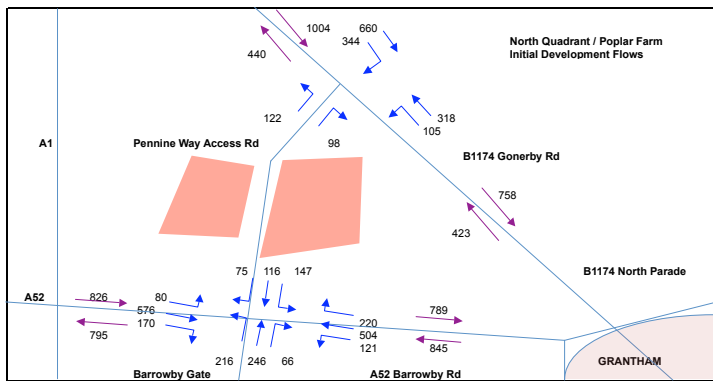 1004
660
440
344
North Quadrant / Poplar Farm
Initial Development Flows
122
318
105
A1
Pennine Way Access Rd
98
B1174 Gonerby Rd
758
423
75 116 147
B1174 North Parade
A52
826
80
576
170
795
789
220
504
121
845
216 246 66
GRANTHAM
Barrowby Gate
A52 Barrowby Rd